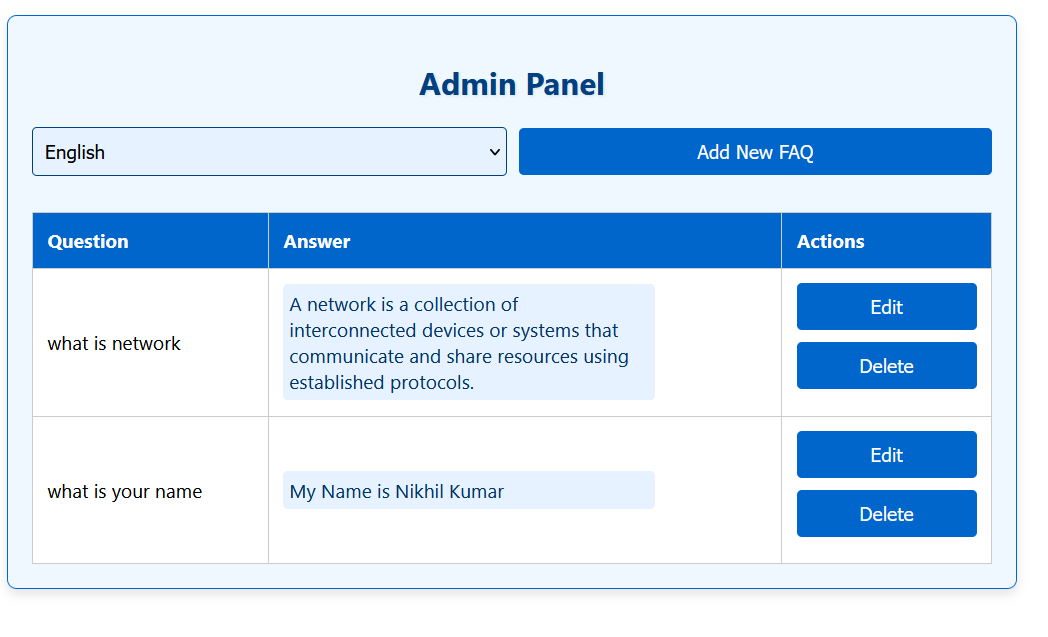 Admin Panel
English
Add New FAQ
Question
Answer
Actions
what is network
A network is a collection of
interconnected devices or systems that
communicate and share resources using
established protocols.
Edit
Delete
what is your name
My Name is Nikhil Kumar
Edit
Delete